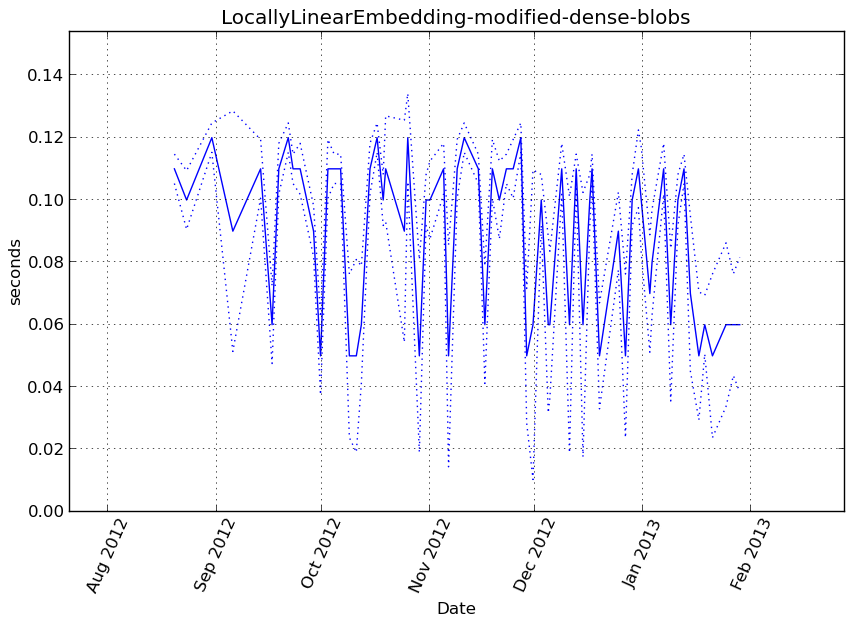 LocallyLinearEmbedding-modified-dense-blobs
0.14
0.12
0.10
0.08
0.06
0.04
0.02
0.00
seconds
Aug 2012
Sep 2012
Oct 2012
Nov 2012
Dec 2012
Jan 2013
Feb 2013
Date